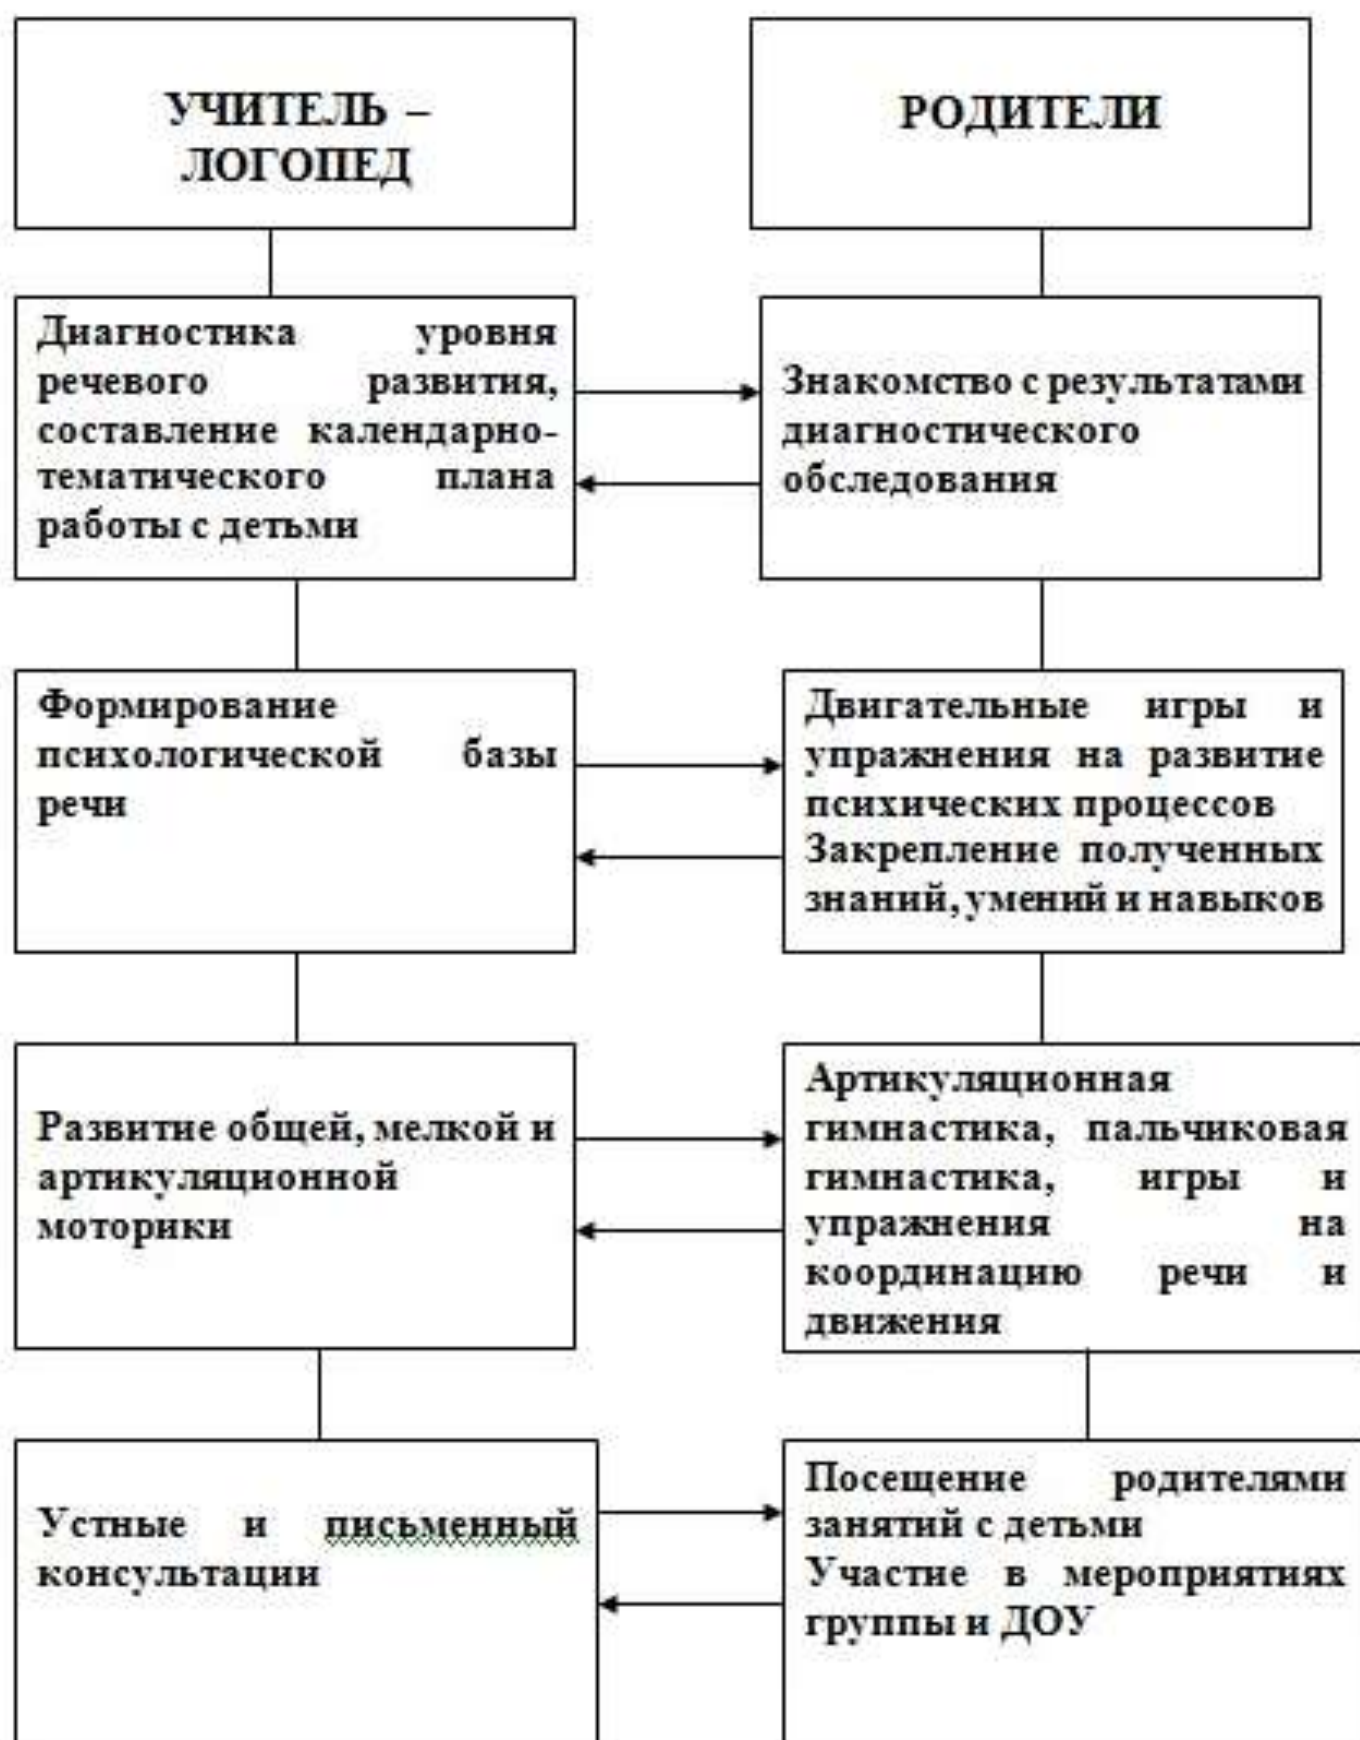 УЧИТЕЛЬ –
ЛОГОПЕД
РОДИТЕЛИ
Диагностика уровня
речевого развития,
составление календарно-
тематического плана
работы с детьми
Знакомство с результатами
диагностического
обследования
Формирование
психологической базы
речи
Двигательные игры и
упражнения на развитие
психических процессов
Закрепление полученных
знаний, умений и навыков
Развитие общей, мелкой и
артикуляционной
моторики
Артикуляционная
гимнастика, пальчиковая
гимнастика, игры и
упражнения на
координацию речи и
движения
Устные и письменный
консультации
Посещение родителями
занятий с детьми
Участие в мероприятиях
группы и ДОУ